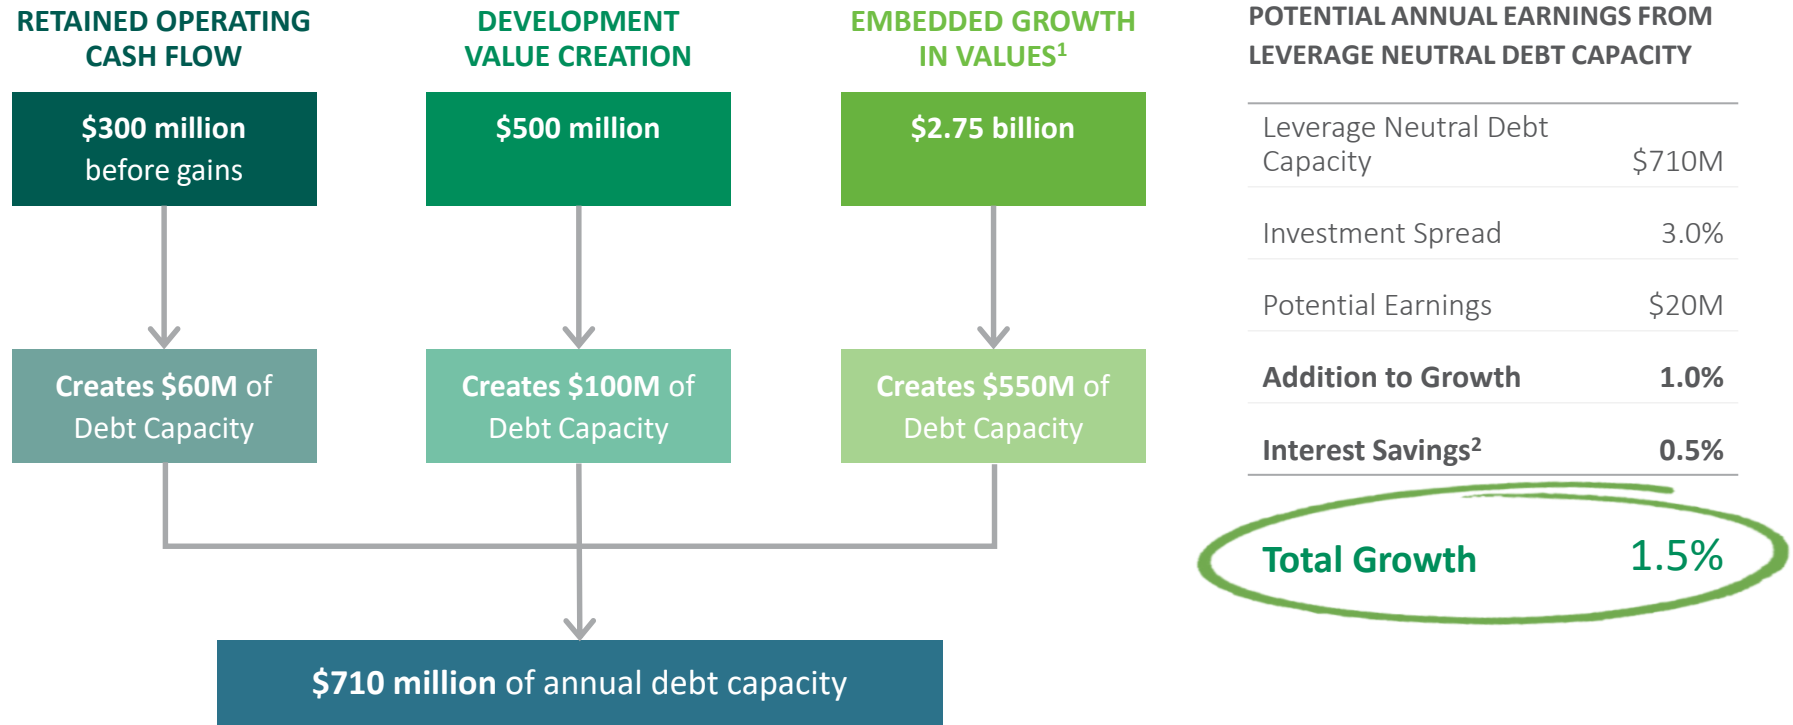 RETAINED OPERATING
CASH FLOW
$300 million
before gains
Creates $60M of
Debt Capacity
DEVELOPMENT
VALUE CREATION
$500 million
Creates $100M of
Debt Capacity
EMBEDDED GROWTH
IN VALUES¹
$2.75 billion
Creates $550M of
Debt Capacity
$710 million of annual debt capacity
POTENTIAL ANNUAL EARNINGS FROM
LEVERAGE NEUTRAL DEBT CAPACITY
Leverage Neutral Debt
Capacity $710M
Investment Spread 3.0%
Potential Earnings $20M
Addition to Growth 1.0%
Interest Savings² 0.5%
Total Growth 1.5%